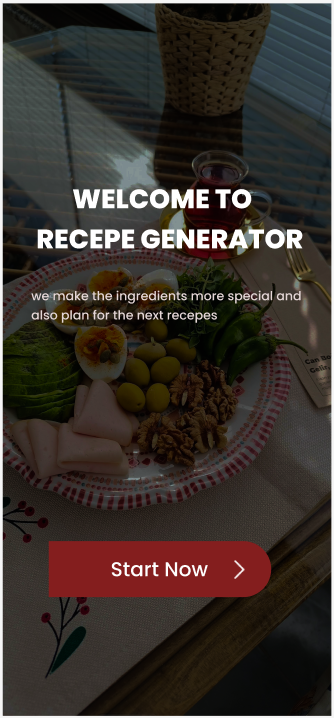 WELCOME TO
RECEPE GENERATOR
we make the ingredients more special and
also plan for the next recepes
Start Now